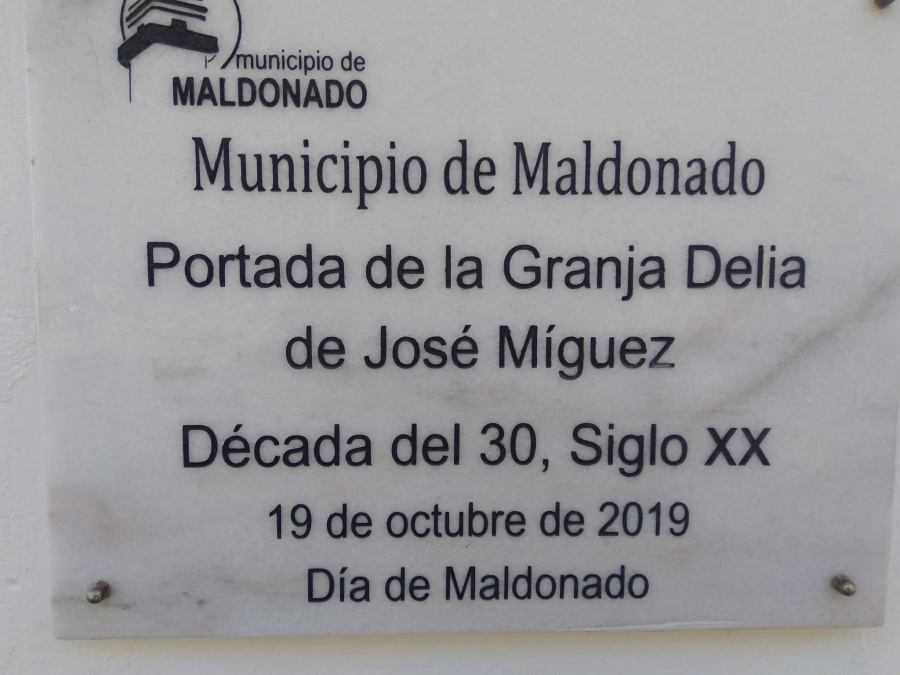 municipio de
MALDONADO
Municipio de Maldonado
Portada de la Granja Delia
de José Míguez
Década del 30, Siglo XX
19 de octubre de 2019
Día de Maldonado